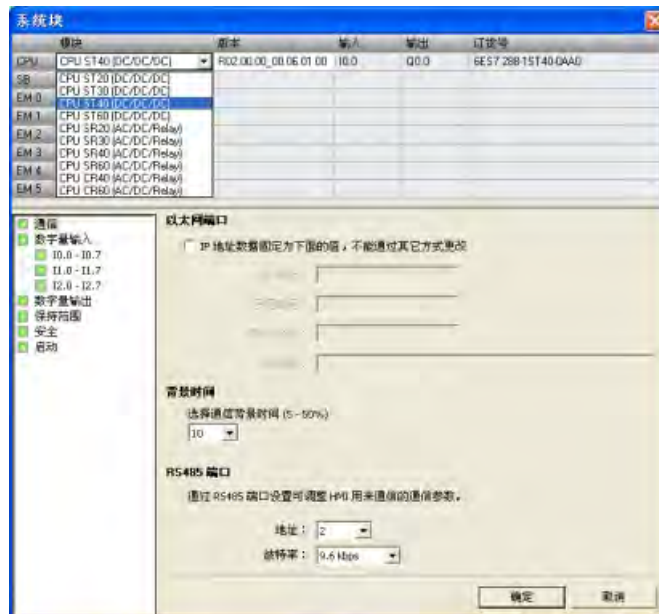 系统块
模块 版本 输入 输出 订货号
CPU CPU ST40 (DC/DC/DC) R02.00.00_00.06.01.00 I0.0 Q0.0 6ES7 288-1ST40-0AA0
SB CPU ST20 (DC/DC/DC)
CPU ST30 (DC/DC/DC)
EM 0 CPU ST40 (DC/DC/DC)
EM 1 CPU ST60 (DC/DC/DC)
CPU SR20 (AC/DC/Relay)
EM 2 CPU SR30 (AC/DC/Relay)
EM 3 CPU SR40 (AC/DC/Relay)
CPU SR60 (AC/DC/Relay)
EM 4 CPU CR40 (AC/DC/Relay)
EM 5 CPU CR60 (AC/DC/Relay)
通信
数字量输入
I0.0 - I0.7
I1.0 - I1.7
I2.0 - I2.7
数字量输出
保持范围
安全
启动
以太网端口
IP 地址数据固定为下面的值，不能通过其它方式更改
背景时间
选择通信背景时间 (5 - 50%)
10
RS485 端口
通过 RS485 端口设置可调整 HMI 用来通信的通信参数。
地址： 2
波特率： 9.6 kbps
确定 取消